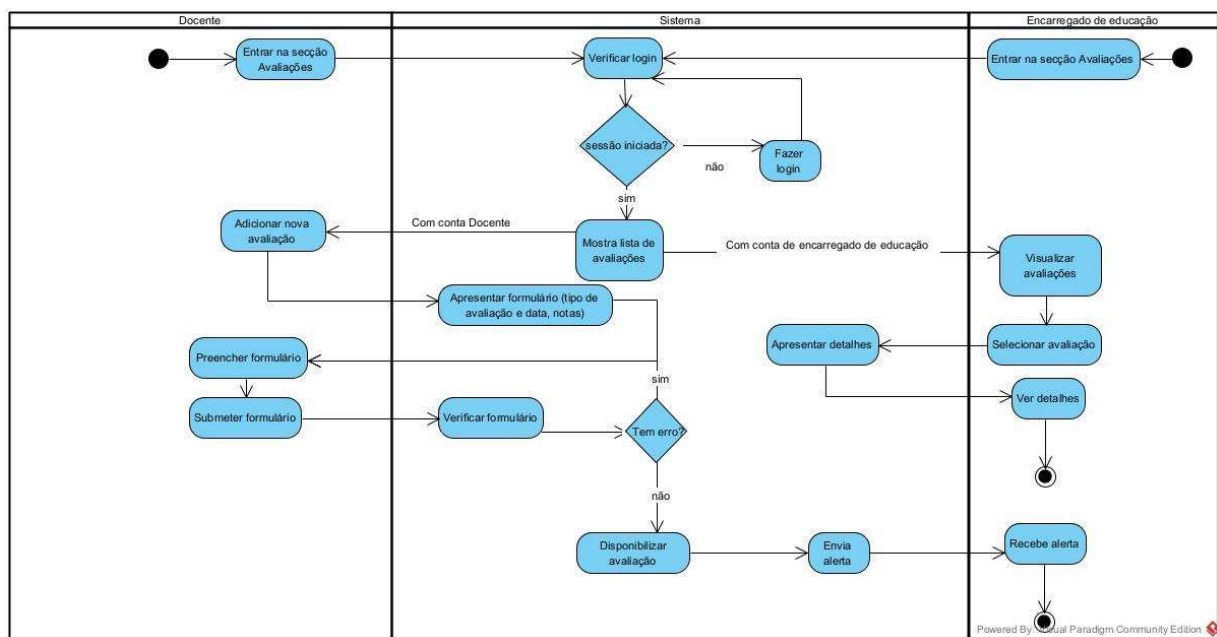 Docente
Sistema
Encarregado de educação
Entrar na secção
Avaliações
Verificar login
Entrar na secção Avaliações
sessão iniciada?
não
Fazer
login
sim
Adicionar nova
avaliação
Com conta Docente
Mostra lista de
avaliações
Com conta de encarregado de educação
Visualizar
avaliações
Apresentar formulário (tipo de
avaliação e data, notas)
Preencher formulário
Apresentar detalhes
Selecionar avaliação
sim
Ver detalhes
Submeter formulário
Verificar formulário
Tem erro?
não
Disponibilizar
avaliação
Envia
alerta
Recebe alerta
Powered By Visual Paradigm Community Edition